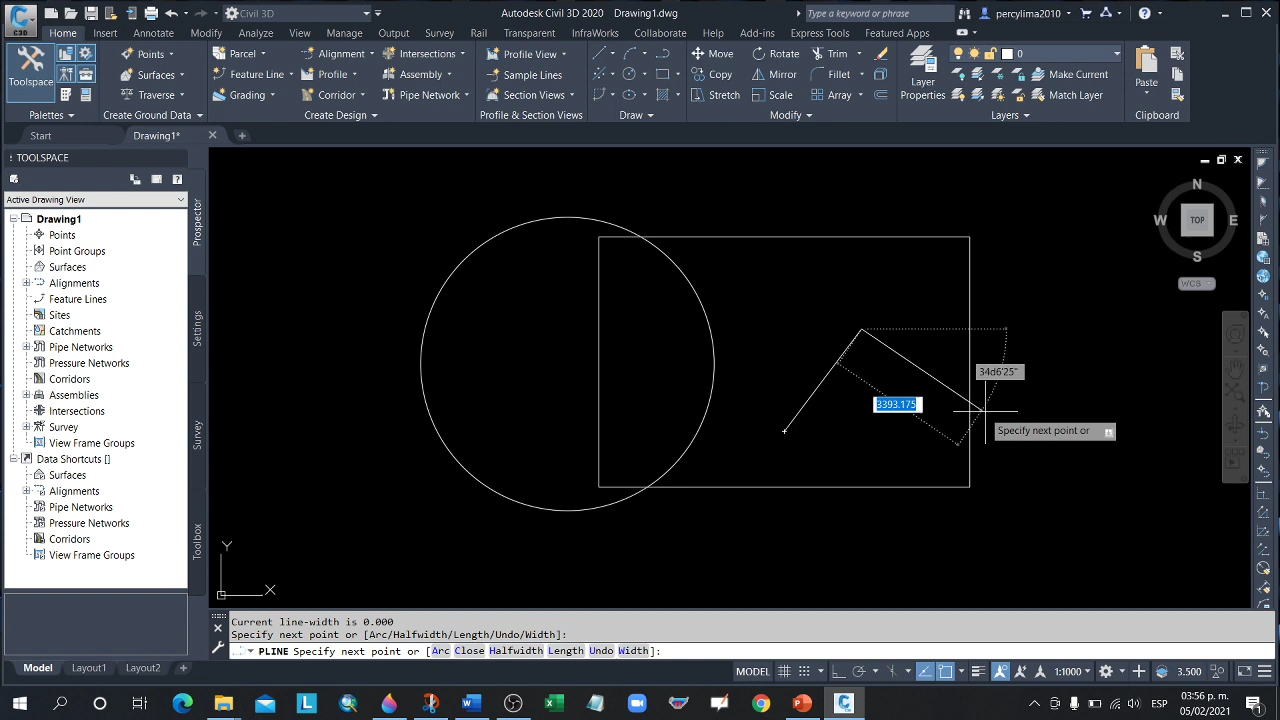 Civil 3D
Autodesk Civil 3D 2020 Drawing1.dwg
Type a keyword or phrase
percylima2010
C3D
Home Insert Annotate Modify Analyze View Manage Output Survey Rail Transparent InfraWorks Collaborate Help Add-ins Express Tools Featured Apps
Toolspace
Points
Surfaces
Traverse
Parcel
Feature Line
Grading
Alignment
Profile
Corridor
Intersections
Assembly
Pipe Network
Profile View
Sample Lines
Section Views
Move
Copy
Stretch
Rotate
Mirror
Scale
Trim
Fillet
Array
Layer
Properties
0
Make Current
Match Layer
Paste
Palettes Create Ground Data Create Design Profile & Section Views Draw Modify Layers Clipboard
Start Drawing1*
TOOLSPACE
Active Drawing View
Drawing1
Points
Point Groups
Surfaces
Alignments
Feature Lines
Sites
Catchments
Pipe Networks
Pressure Networks
Corridors
Assemblies
Intersections
Survey
View Frame Groups
Data Shortcuts []
Surfaces
Alignments
Pipe Networks
Pressure Networks
Corridors
View Frame Groups
Prospector
Settings
Survey
Toolbox
N
W TOP E
S
WCS
34d6'25"
3393.175
Specify next point or
Y
X
Current line-width is 0.000
Specify next point or [Arc/Halfwidth/Length/Undo/Width]:
PLINE Specify next point or [Arc Close Halfwidth Length Undo Width]:
Model Layout1 Layout2
MODEL
1:1000
3.500
ESP
03:56 p. m.
05/02/2021